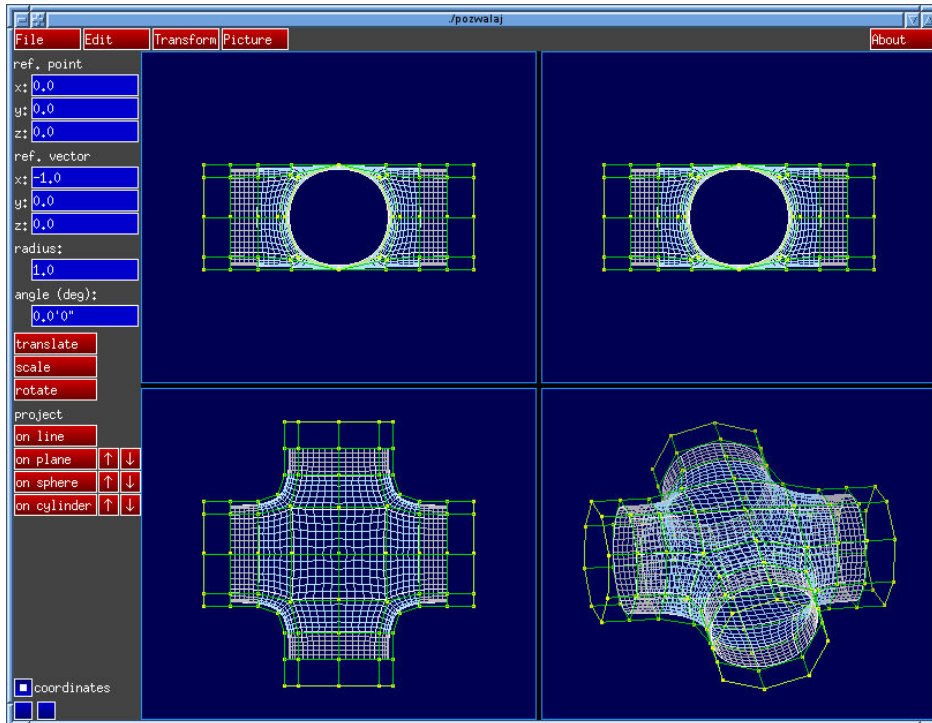 ./pozwalaj
File Edit Transform Picture About
ref. point
x: 0.0
y: 0.0
z: 0.0
ref. vector
x: -1.0
y: 0.0
z: 0.0
radius:
1.0
angle (deg):
0.0'0"
translate
scale
rotate
project
on line
on plane ↑ ↓
on sphere ↑ ↓
on cylinder ↑ ↓
coordinates